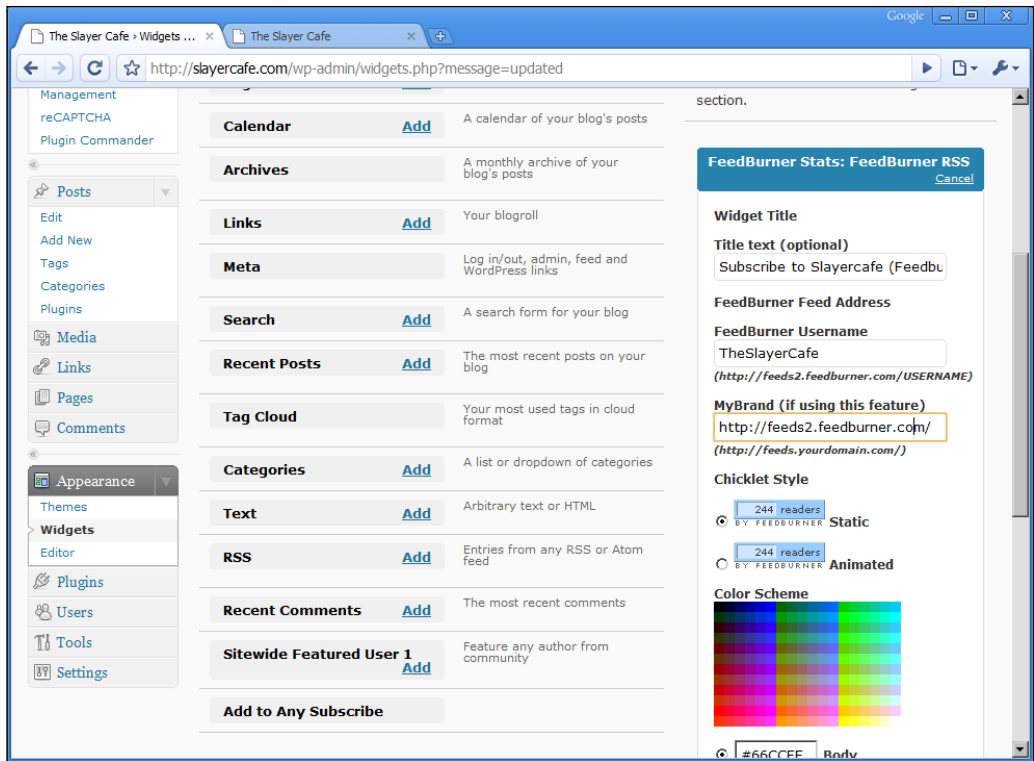 Google
The Slayer Cafe › Widgets ...
The Slayer Cafe
http://slayercafe.com/wp-admin/widgets.php?message=updated
Management
reCAPTCHA
Plugin Commander
Posts
Edit
Add New
Tags
Categories
Plugins
Media
Links
Pages
Comments
Appearance
Themes
Widgets
Editor
Plugins
Users
Tools
Settings
Calendar Add A calendar of your blog's posts
Archives A monthly archive of your
blog's posts
Links Add Your blogroll
Meta Log in/out, admin, feed and
WordPress links
Search Add A search form for your blog
Recent Posts Add The most recent posts on your
blog
Tag Cloud Your most used tags in cloud
format
Categories Add A list or dropdown of categories
Text Add Arbitrary text or HTML
RSS Add Entries from any RSS or Atom
feed
Recent Comments Add The most recent comments
Sitewide Featured User 1 Feature any author from
Add community
Add to Any Subscribe
section.
FeedBurner Stats: FeedBurner RSS
Cancel
Widget Title
Title text (optional)
Subscribe to Slayercafe (Feedbu
FeedBurner Feed Address
FeedBurner Username
TheSlayerCafe
(http://feeds2.feedburner.com/USERNAME)
MyBrand (if using this feature)
http://feeds2.feedburner.com/
(http://feeds.yourdomain.com/)
Chicklet Style
244 readers
BY FEEDBURNER Static
244 readers
BY FEEDBURNER Animated
Color Scheme
#66CCFF Body